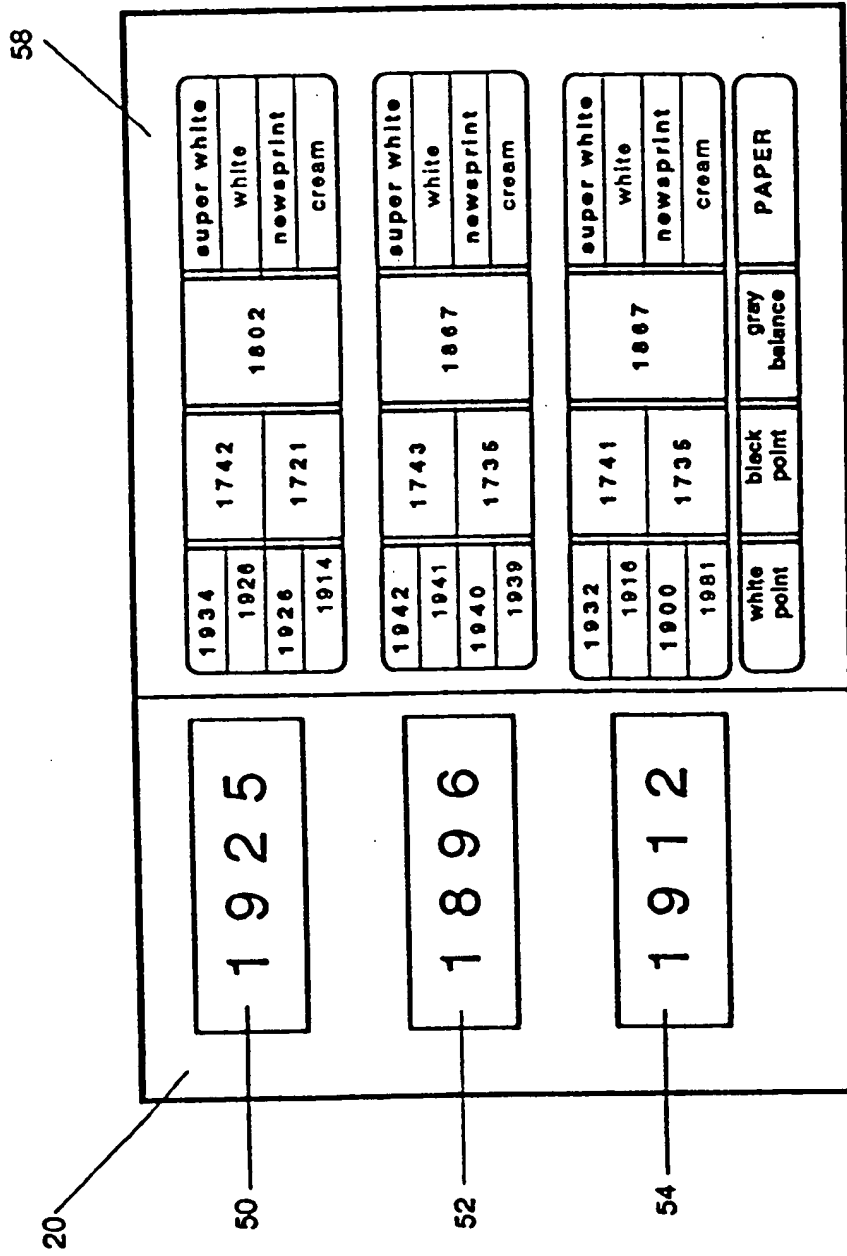 58
20
50
1925
1934 1742 1802 super white
1926 white
1926 1721 newsprint
1914 cream
52
1896
1942 1743 1867 super white
1941 white
1940 1735 newsprint
1939 cream
54
1912
1932 1741 1867 super white
1916 white
1900 1735 newsprint
1981 cream
white point
black point
gray balance
PAPER